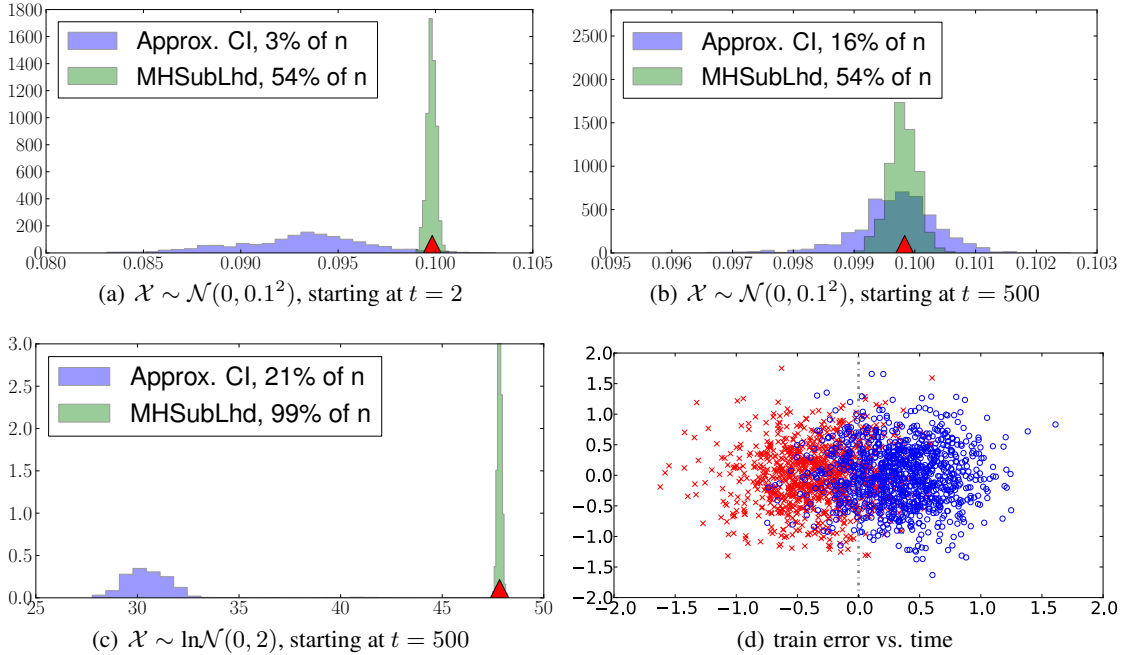 1800
1600
1400
1200
1000
800
600
400
200
0
Approx. CI, 3% of n
MHSubLhd, 54% of n
0.080 0.085 0.090 0.095 0.100 0.105
(a) 𝒳 ∼ 𝒩(0, 0.1²), starting at t = 2
2500
2000
1500
1000
500
0
Approx. CI, 16% of n
MHSubLhd, 54% of n
0.095 0.096 0.097 0.098 0.099 0.100 0.101 0.102 0.103
(b) 𝒳 ∼ 𝒩(0, 0.1²), starting at t = 500
3.0
2.5
2.0
1.5
1.0
0.5
0.0
Approx. CI, 21% of n
MHSubLhd, 99% of n
25 30 35 40 45 50
(c) 𝒳 ∼ ln𝒩(0, 2), starting at t = 500
2.0
1.5
1.0
0.5
0.0
−0.5
−1.0
−1.5
−2.0
−2.0 −1.5 −1.0 −0.5 0.0 0.5 1.0 1.5 2.0
(d) train error vs. time